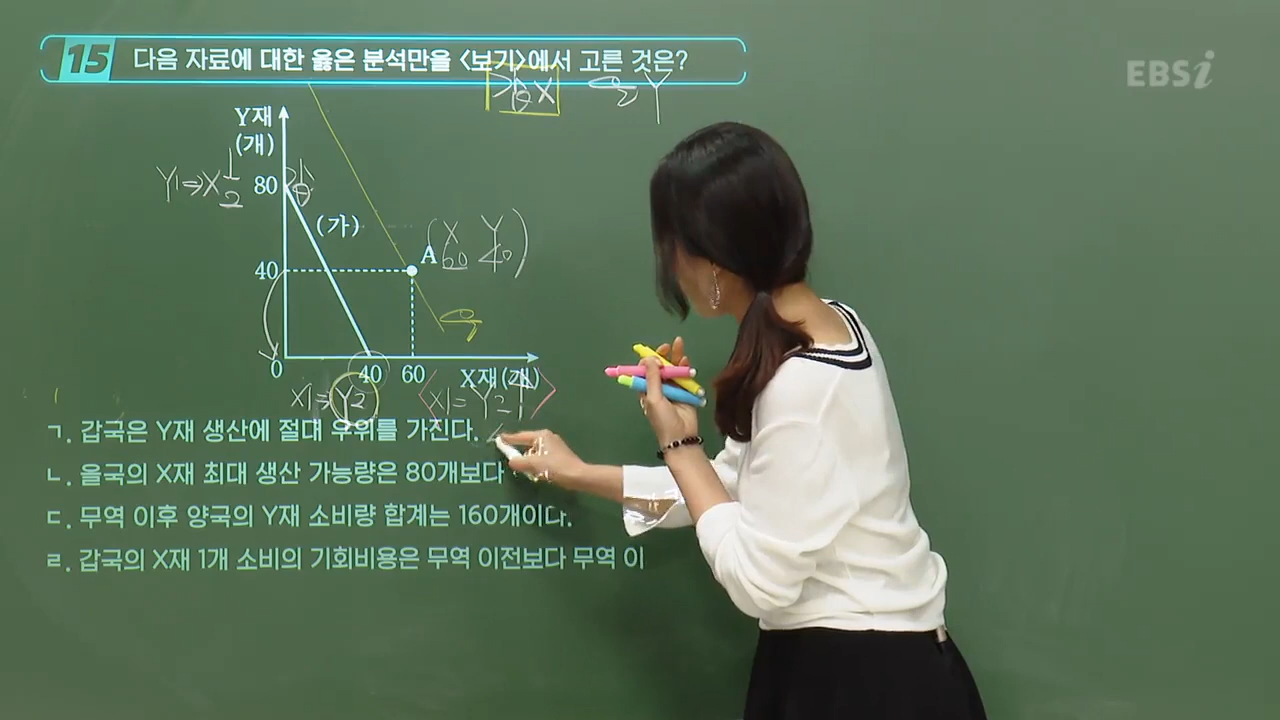 15 다음 자료에 대한 옳은 분석만을 <보기>에서 고른 것은?
EBSi
Y재
(개)
Y
80
(가)
X Y
A
60 40
40
0
40 60 X재(개)
X1⇒Y2
ㄱ. 갑국은 Y재 생산에 절대 우위를 가진다.
ㄴ. 을국의 X재 최대 생산 가능량은 80개보다
ㄷ. 무역 이후 양국의 Y재 소비량 합계는 160개이다.
ㄹ. 갑국의 X재 1개 소비의 기회비용은 무역 이전보다 무역 이